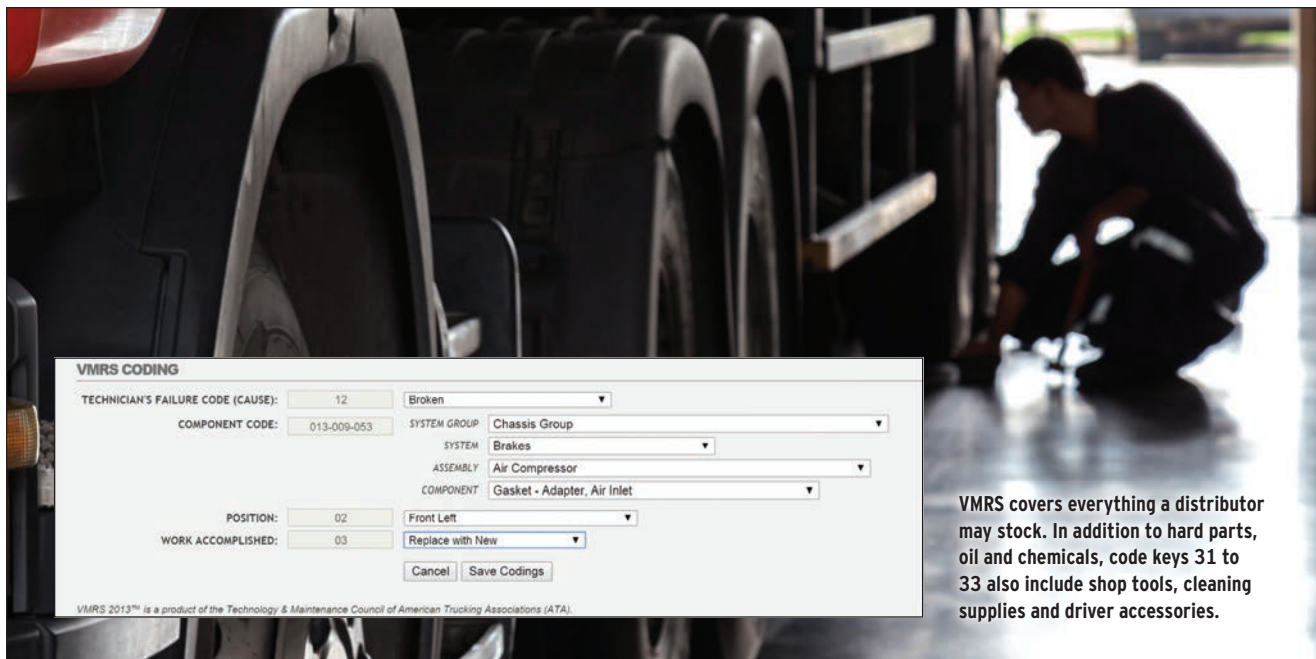 VMRS CODING
TECHNICIAN'S FAILURE CODE (CAUSE): 12 Broken
COMPONENT CODE: 013-009-053 SYSTEM GROUP Chassis Group
SYSTEM Brakes
ASSEMBLY Air Compressor
COMPONENT Gasket - Adapter, Air Inlet
POSITION: 02 Front Left
WORK ACCOMPLISHED: 03 Replace with New
Cancel Save Codings
VMRS 2013™ is a product of the Technology & Maintenance Council of American Trucking Associations (ATA).
VMRS covers everything a distributor
may stock. In addition to hard parts,
oil and chemicals, code keys 31 to
33 also include shop tools, cleaning
supplies and driver accessories.